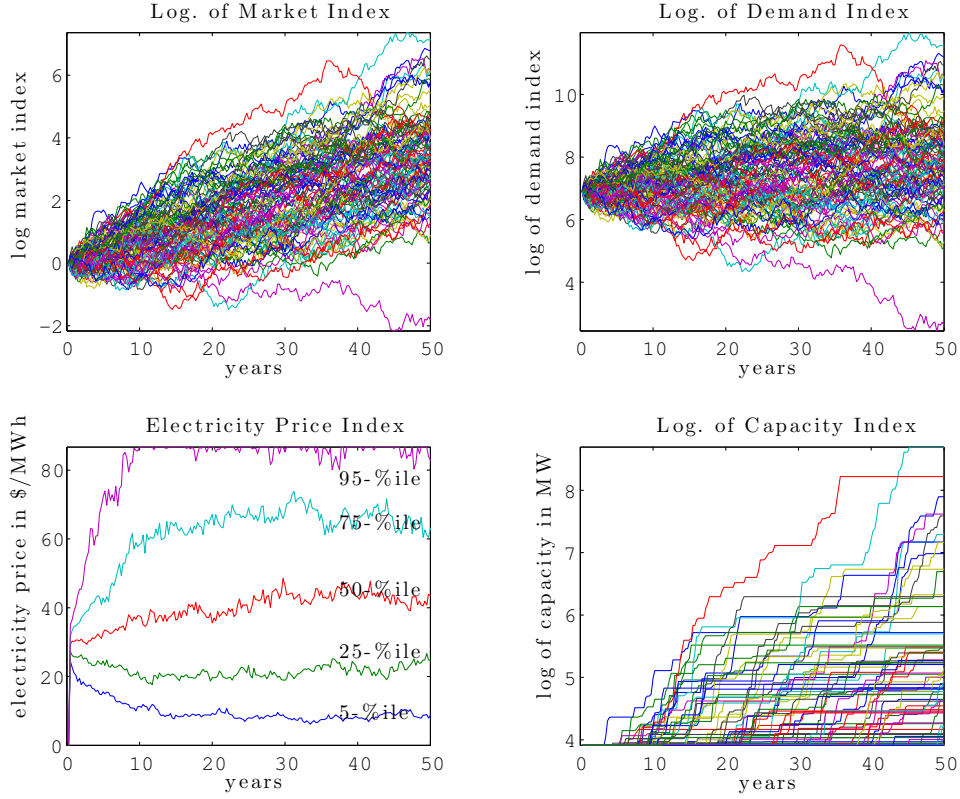 Log. of Market Index
log market index
6
4
2
0
−2
0 10 20 30 40 50
years
Log. of Demand Index
log of demand index
10
8
6
4
0 10 20 30 40 50
years
Electricity Price Index
electricity price in $/MWh
80
60
40
20
0
95-%ile
75-%ile
50-%ile
25-%ile
5-%ile
0 10 20 30 40 50
years
Log. of Capacity Index
log of capacity in MW
8
7
6
5
4
0 10 20 30 40 50
years